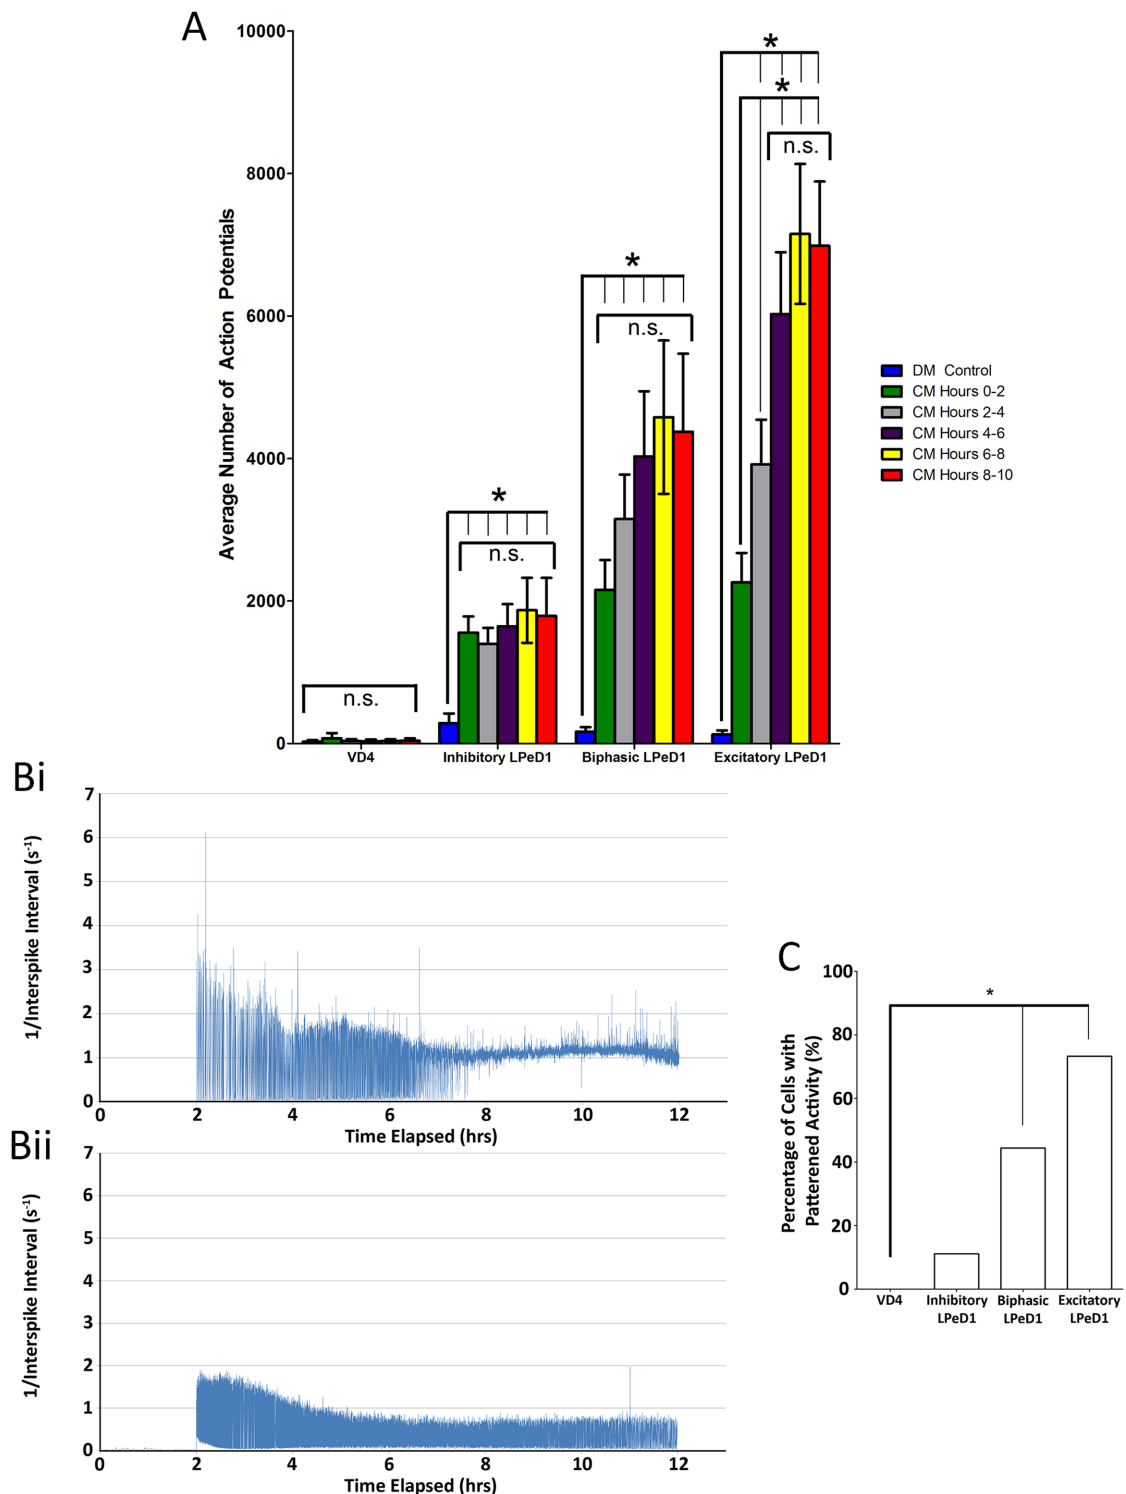 A
10000
8000
6000
4000
2000
0
Average Number of Action Potentials
n.s.
*
n.s.
*
n.s.
*
*
n.s.
VD4
Inhibitory LPeD1
Biphasic LPeD1
Excitatory LPeD1
DM Control
CM Hours 0-2
CM Hours 2-4
CM Hours 4-6
CM Hours 6-8
CM Hours 8-10
Bi
7
6
5
4
3
2
1
0
1/Interspike Interval (s-1)
0 2 4 6 8 10 12
Time Elapsed (hrs)
Bii
7
6
5
4
3
2
1
0
1/Interspike Interval (s-1)
0 2 4 6 8 10 12
Time Elapsed (hrs)
C
100
80
60
40
20
0
Percentage of Cells with
Patterened Activity (%)
*
VD4
Inhibitory
LPeD1
Biphasic
LPeD1
Excitatory
LPeD1